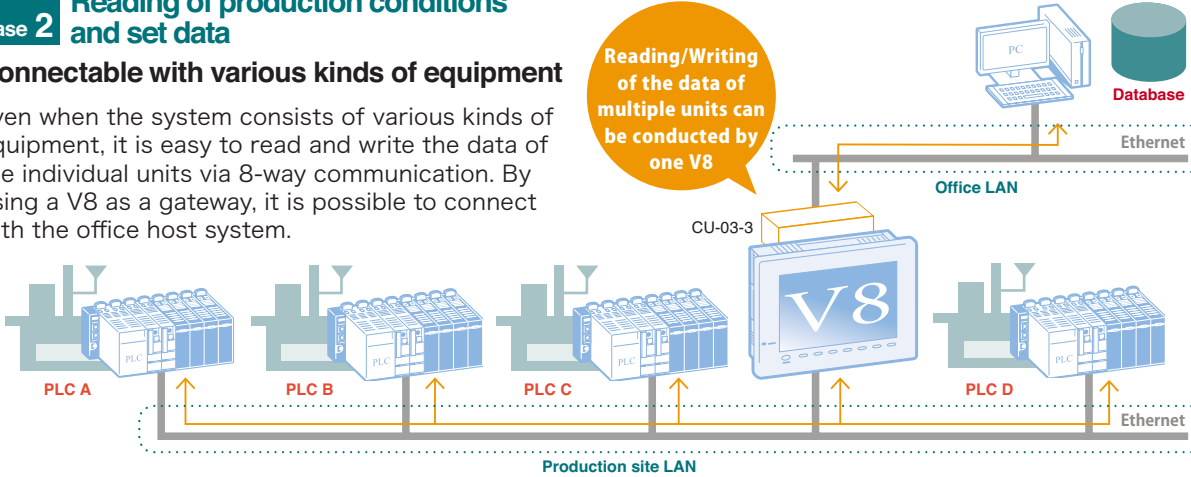 ase 2
Reading of production conditions
and set data
onnectable with various kinds of equipment
ven when the system consists of various kinds of
quipment, it is easy to read and write the data of
e individual units via 8-way communication. By
sing a V8 as a gateway, it is possible to connect
th the office host system.
Reading/Writing
of the data of
multiple units can
be conducted by
one V8
PC
Database
Ethernet
Office LAN
CU-03-3
V8
PLC
PLC
PLC
PLC
PLC A
PLC B
PLC C
PLC D
Ethernet
Production site LAN